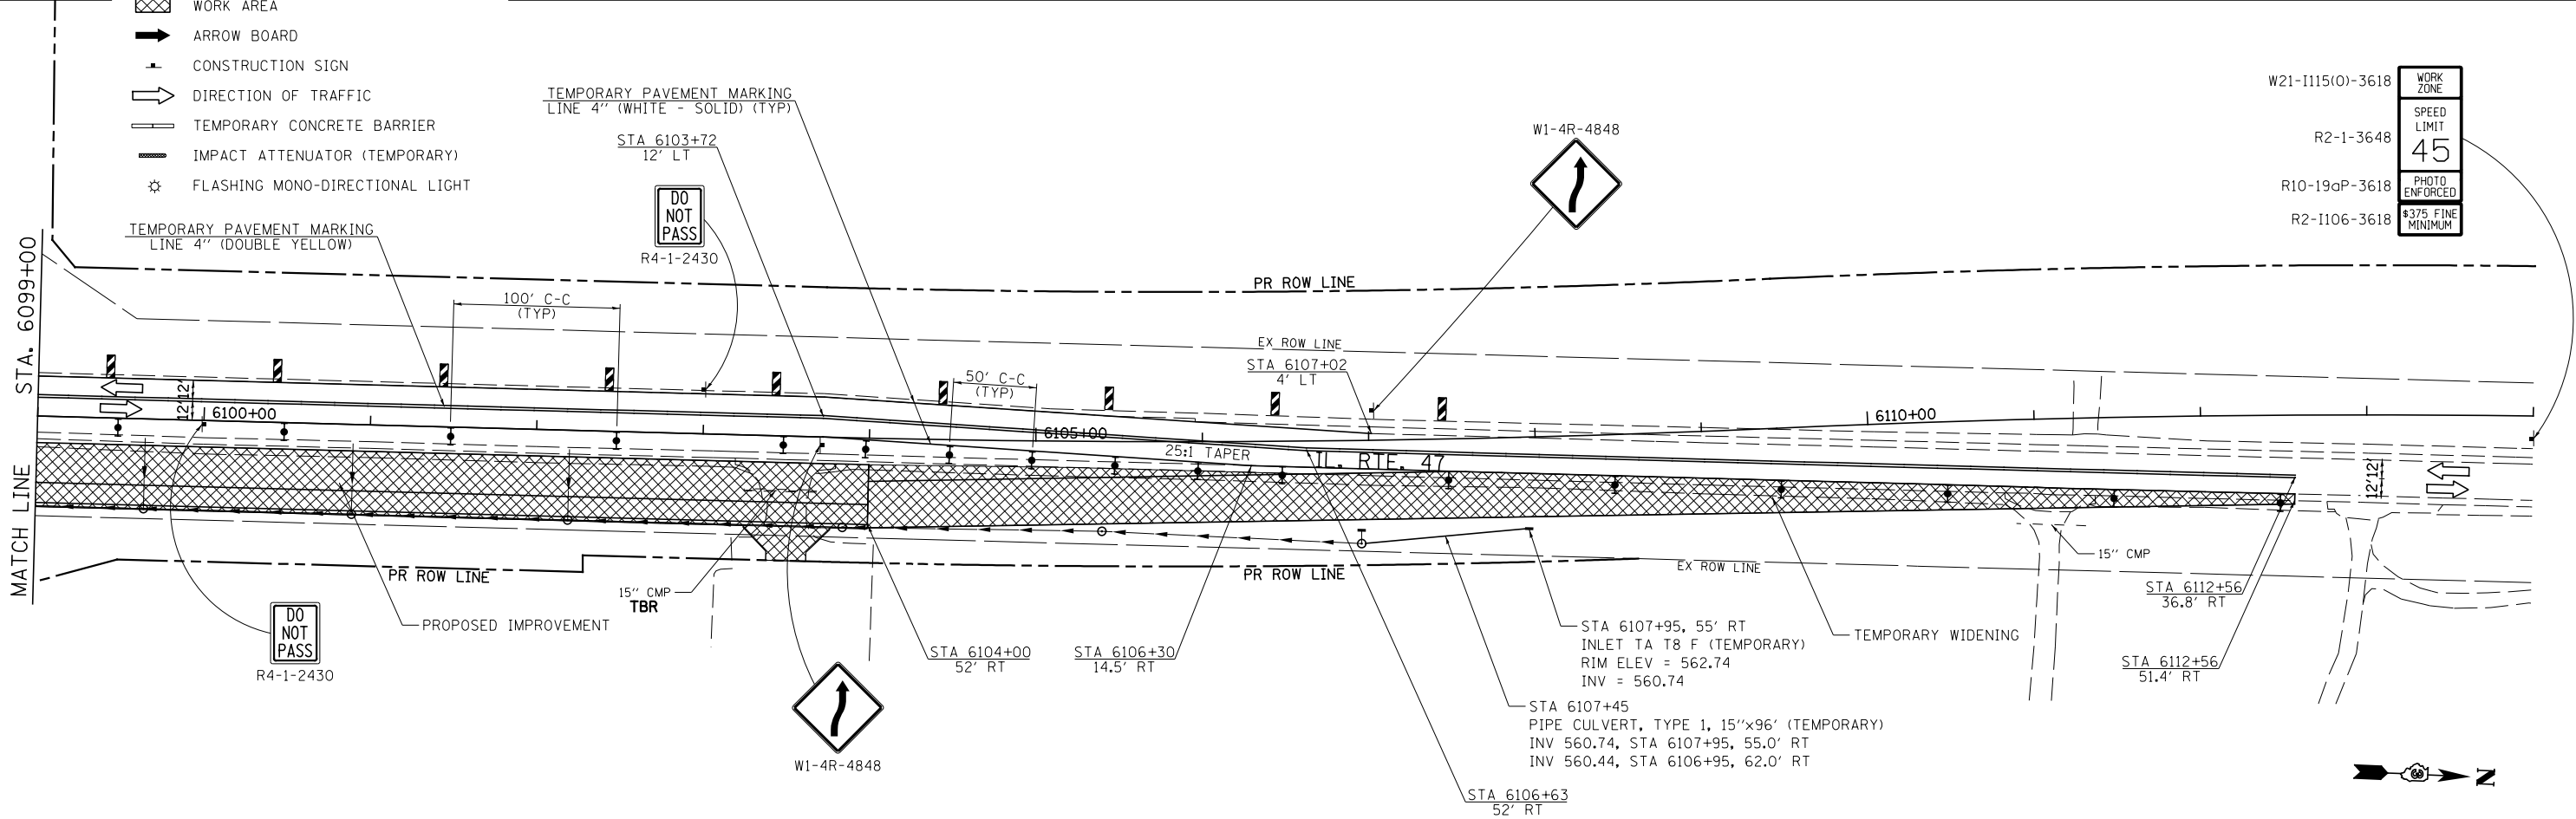 WORK AREA
ARROW BOARD
CONSTRUCTION SIGN
DIRECTION OF TRAFFIC
TEMPORARY CONCRETE BARRIER
IMPACT ATTENUATOR (TEMPORARY)
FLASHING MONO-DIRECTIONAL LIGHT
TEMPORARY PAVEMENT MARKING
LINE 4" (DOUBLE YELLOW)
TEMPORARY PAVEMENT MARKING
LINE 4" (WHITE - SOLID) (TYP)
STA 6103+72
12' LT
DO
NOT
PASS
R4-1-2430
W1-4R-4848
W21-I115(O)-3618
WORK
ZONE
R2-1-3648
SPEED
LIMIT
45
R10-19aP-3618
PHOTO
ENFORCED
R2-I106-3618
$375 FINE
MINIMUM
MATCH LINE STA. 6099+00
100' C-C
(TYP)
50' C-C
(TYP)
PR ROW LINE
EX ROW LINE
STA 6107+02
4' LT
12' 12'
6100+00
6105+00
6110+00
25:1 TAPER
IL. RTE. 47
12' 12'
PR ROW LINE
PR ROW LINE
EX ROW LINE
15" CMP
TBR
15" CMP
DO
NOT
PASS
R4-1-2430
PROPOSED IMPROVEMENT
W1-4R-4848
STA 6104+00
52' RT
STA 6106+30
14.5' RT
STA 6107+95, 55' RT
INLET TA T8 F (TEMPORARY)
RIM ELEV = 562.74
INV = 560.74
STA 6107+45
PIPE CULVERT, TYPE 1, 15"x96' (TEMPORARY)
INV 560.74, STA 6107+95, 55.0' RT
INV 560.44, STA 6106+95, 62.0' RT
STA 6106+63
52' RT
TEMPORARY WIDENING
STA 6112+56
36.8' RT
STA 6112+56
51.4' RT
N